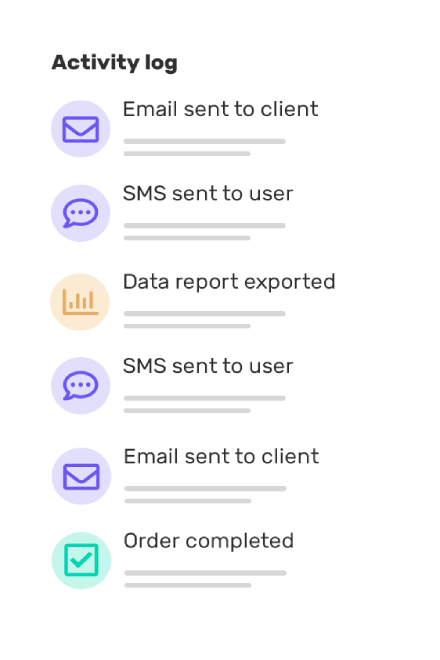 Activity log
Email sent to client
SMS sent to user
Data report exported
SMS sent to user
Email sent to client
Order completed